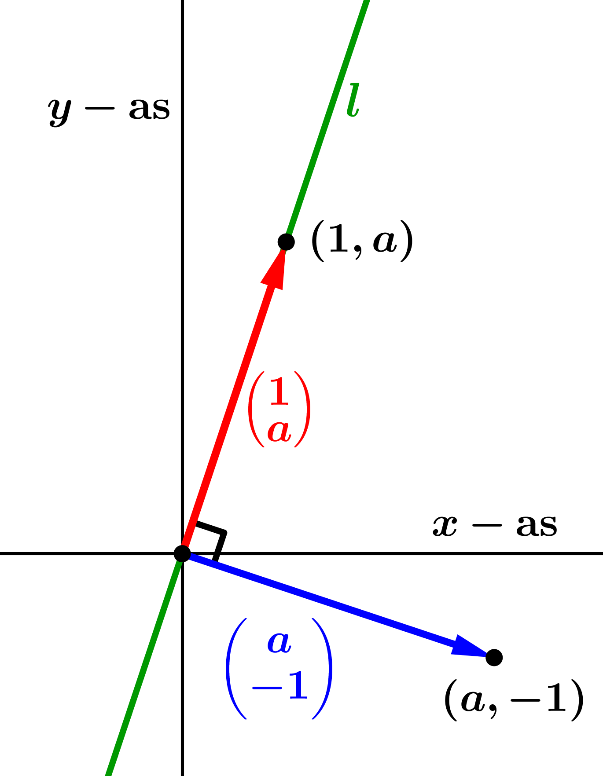 y − as
l
(1, a)
1
a
x − as
a
−1
(a, −1)